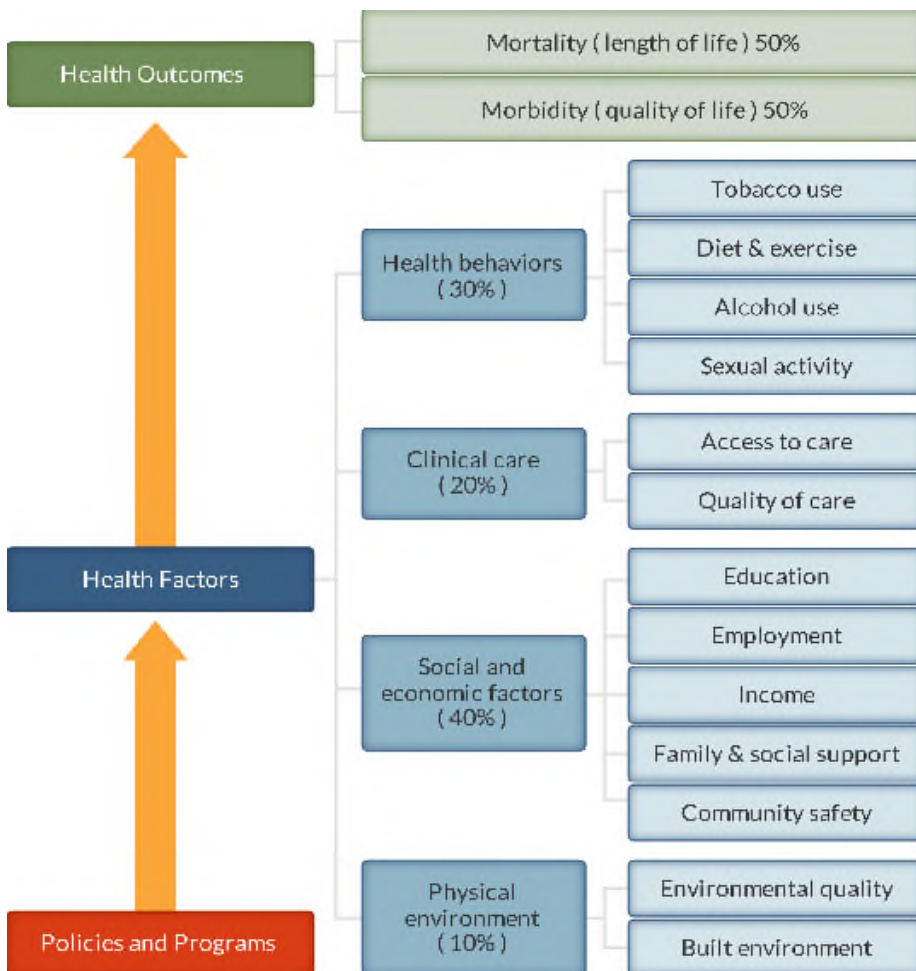 Health Outcomes
Mortality ( length of life ) 50%
Morbidity ( quality of life ) 50%
Health Factors
Health behaviors
( 30% )
Tobacco use
Diet & exercise
Alcohol use
Sexual activity
Clinical care
( 20% )
Access to care
Quality of care
Social and
economic factors
( 40% )
Education
Employment
Income
Family & social support
Community safety
Physical
environment
( 10% )
Environmental quality
Built environment
Policies and Programs